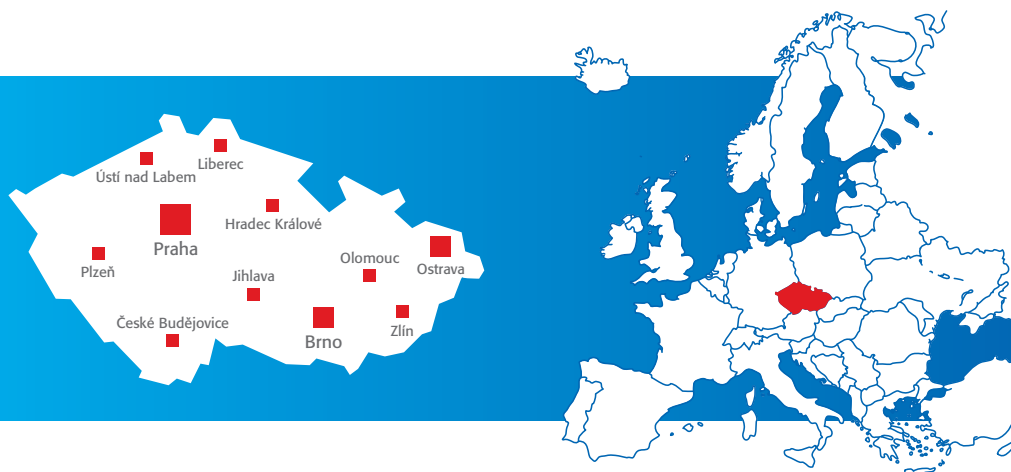 Liberec
Ústí nad Labem
Hradec Králové
Praha
Olomouc
Ostrava
Plzeň
Jihlava
České Budějovice
Zlín
Brno